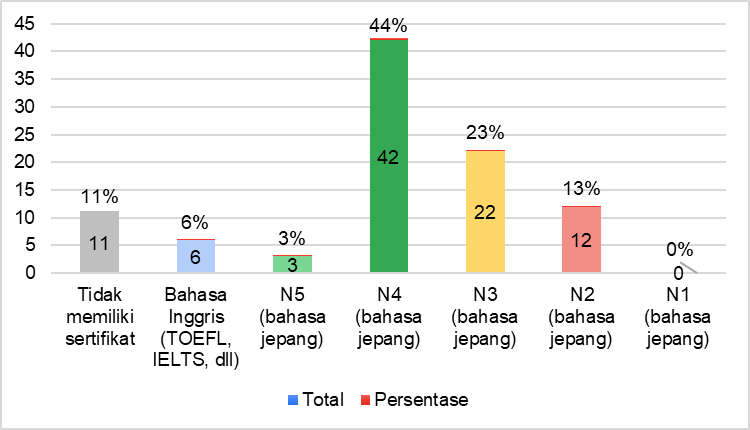 45
40
35
30
25
20
15
10
5
0
11%
11
6%
6
3%
3
44%
42
23%
22
13%
12
0%
0
Tidak
memiliki
sertifikat
Bahasa
Inggris
(TOEFL,
IELTS, dll)
N5
(bahasa
jepang)
N4
(bahasa
jepang)
N3
(bahasa
jepang)
N2
(bahasa
jepang)
N1
(bahasa
jepang)
Total
Persentase